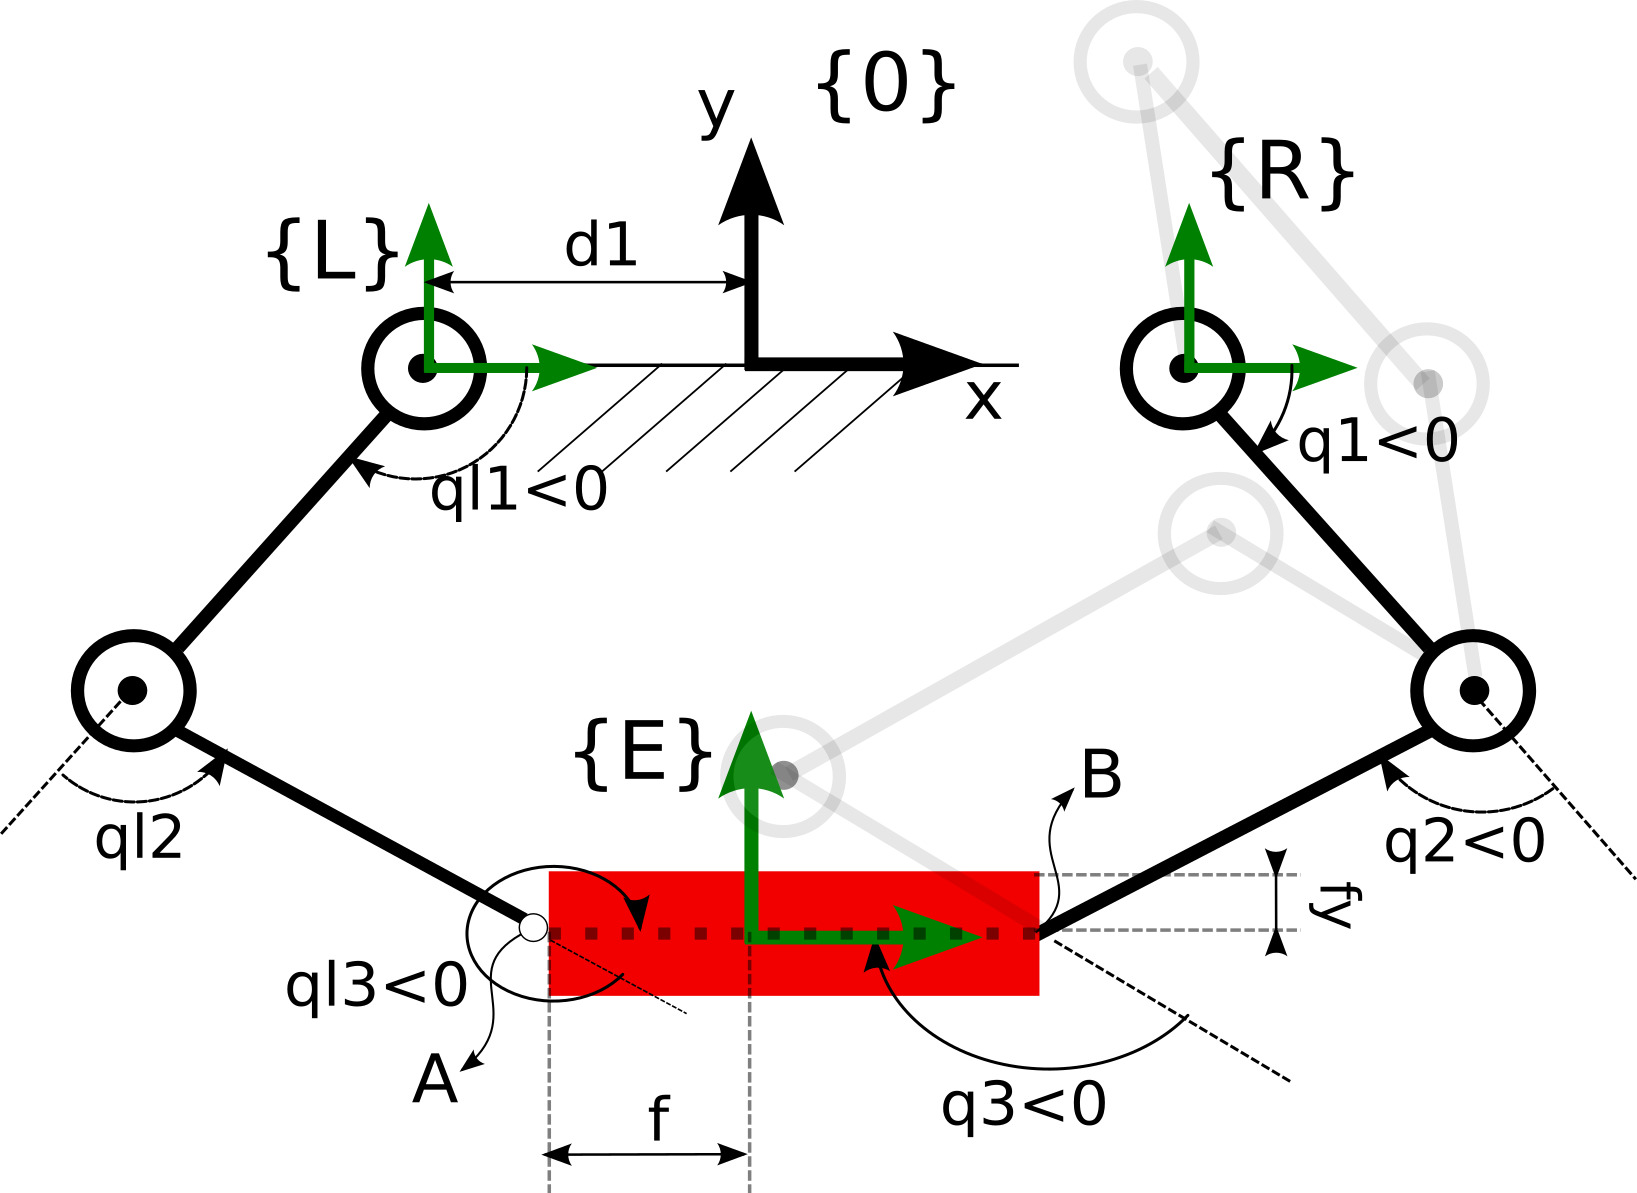 {0}
y
{R}
{L}
d1
x
q1<0
ql1<0
{E}
B
ql2
q2<0
fy
ql3<0
A
q3<0
f